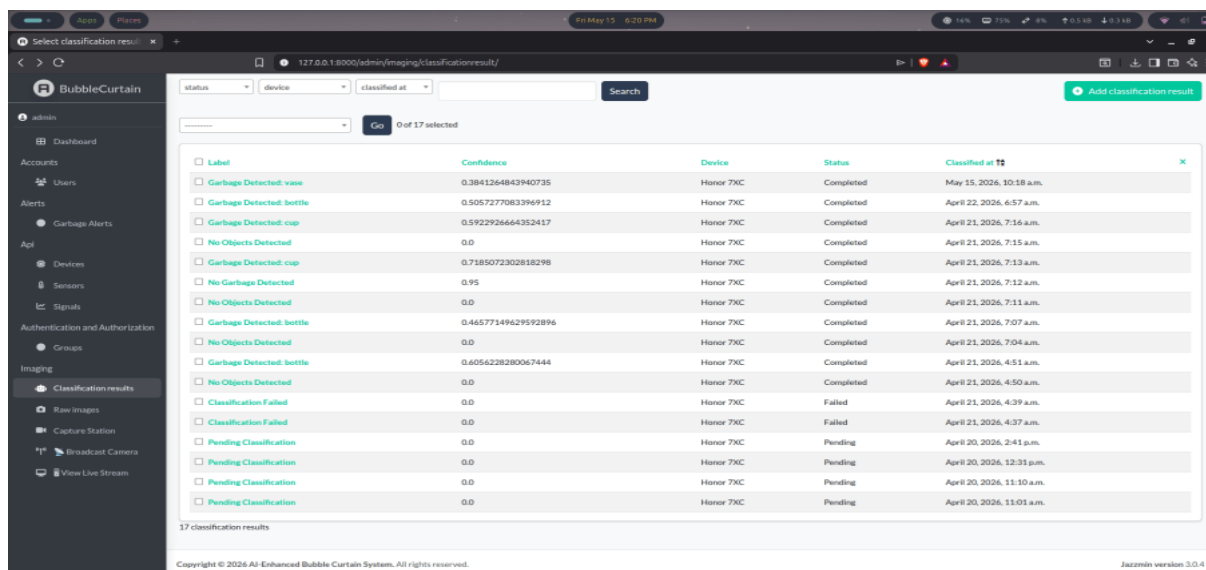 Apps Places Fri May 15 6:20 PM 16% 75% 8% 0.5 kB 0.3 kB
Select classification resul × +
127.0.0.1:8000/admin/imaging/classificationresult/
BubbleCurtain
admin
Dashboard
Accounts
Users
Alerts
Garbage Alerts
Api
Devices
Sensors
Signals
Authentication and Authorization
Groups
Imaging
Classification results
Raw images
Capture Station
Broadcast Camera
View Live Stream
status device classified at Search Add classification result
--------- Go 0 of 17 selected
Label Confidence Device Status Classified at
Garbage Detected: vase 0.3841264843940735 Honor 7XC Completed May 15, 2026, 10:18 a.m.
Garbage Detected: bottle 0.5057277083396912 Honor 7XC Completed April 22, 2026, 6:57 a.m.
Garbage Detected: cup 0.5922926664352417 Honor 7XC Completed April 21, 2026, 7:16 a.m.
No Objects Detected 0.0 Honor 7XC Completed April 21, 2026, 7:15 a.m.
Garbage Detected: cup 0.7185072302818298 Honor 7XC Completed April 21, 2026, 7:13 a.m.
No Garbage Detected 0.95 Honor 7XC Completed April 21, 2026, 7:12 a.m.
No Objects Detected 0.0 Honor 7XC Completed April 21, 2026, 7:11 a.m.
Garbage Detected: bottle 0.46577149629592896 Honor 7XC Completed April 21, 2026, 7:07 a.m.
No Objects Detected 0.0 Honor 7XC Completed April 21, 2026, 7:04 a.m.
Garbage Detected: bottle 0.6056228280067444 Honor 7XC Completed April 21, 2026, 4:51 a.m.
No Objects Detected 0.0 Honor 7XC Completed April 21, 2026, 4:50 a.m.
Classification Failed 0.0 Honor 7XC Failed April 21, 2026, 4:39 a.m.
Classification Failed 0.0 Honor 7XC Failed April 21, 2026, 4:37 a.m.
Pending Classification 0.0 Honor 7XC Pending April 20, 2026, 2:41 p.m.
Pending Classification 0.0 Honor 7XC Pending April 20, 2026, 12:31 p.m.
Pending Classification 0.0 Honor 7XC Pending April 20, 2026, 11:10 a.m.
Pending Classification 0.0 Honor 7XC Pending April 20, 2026, 11:01 a.m.
17 classification results
Copyright © 2026 AI-Enhanced Bubble Curtain System. All rights reserved. Jazzmin version 3.0.4